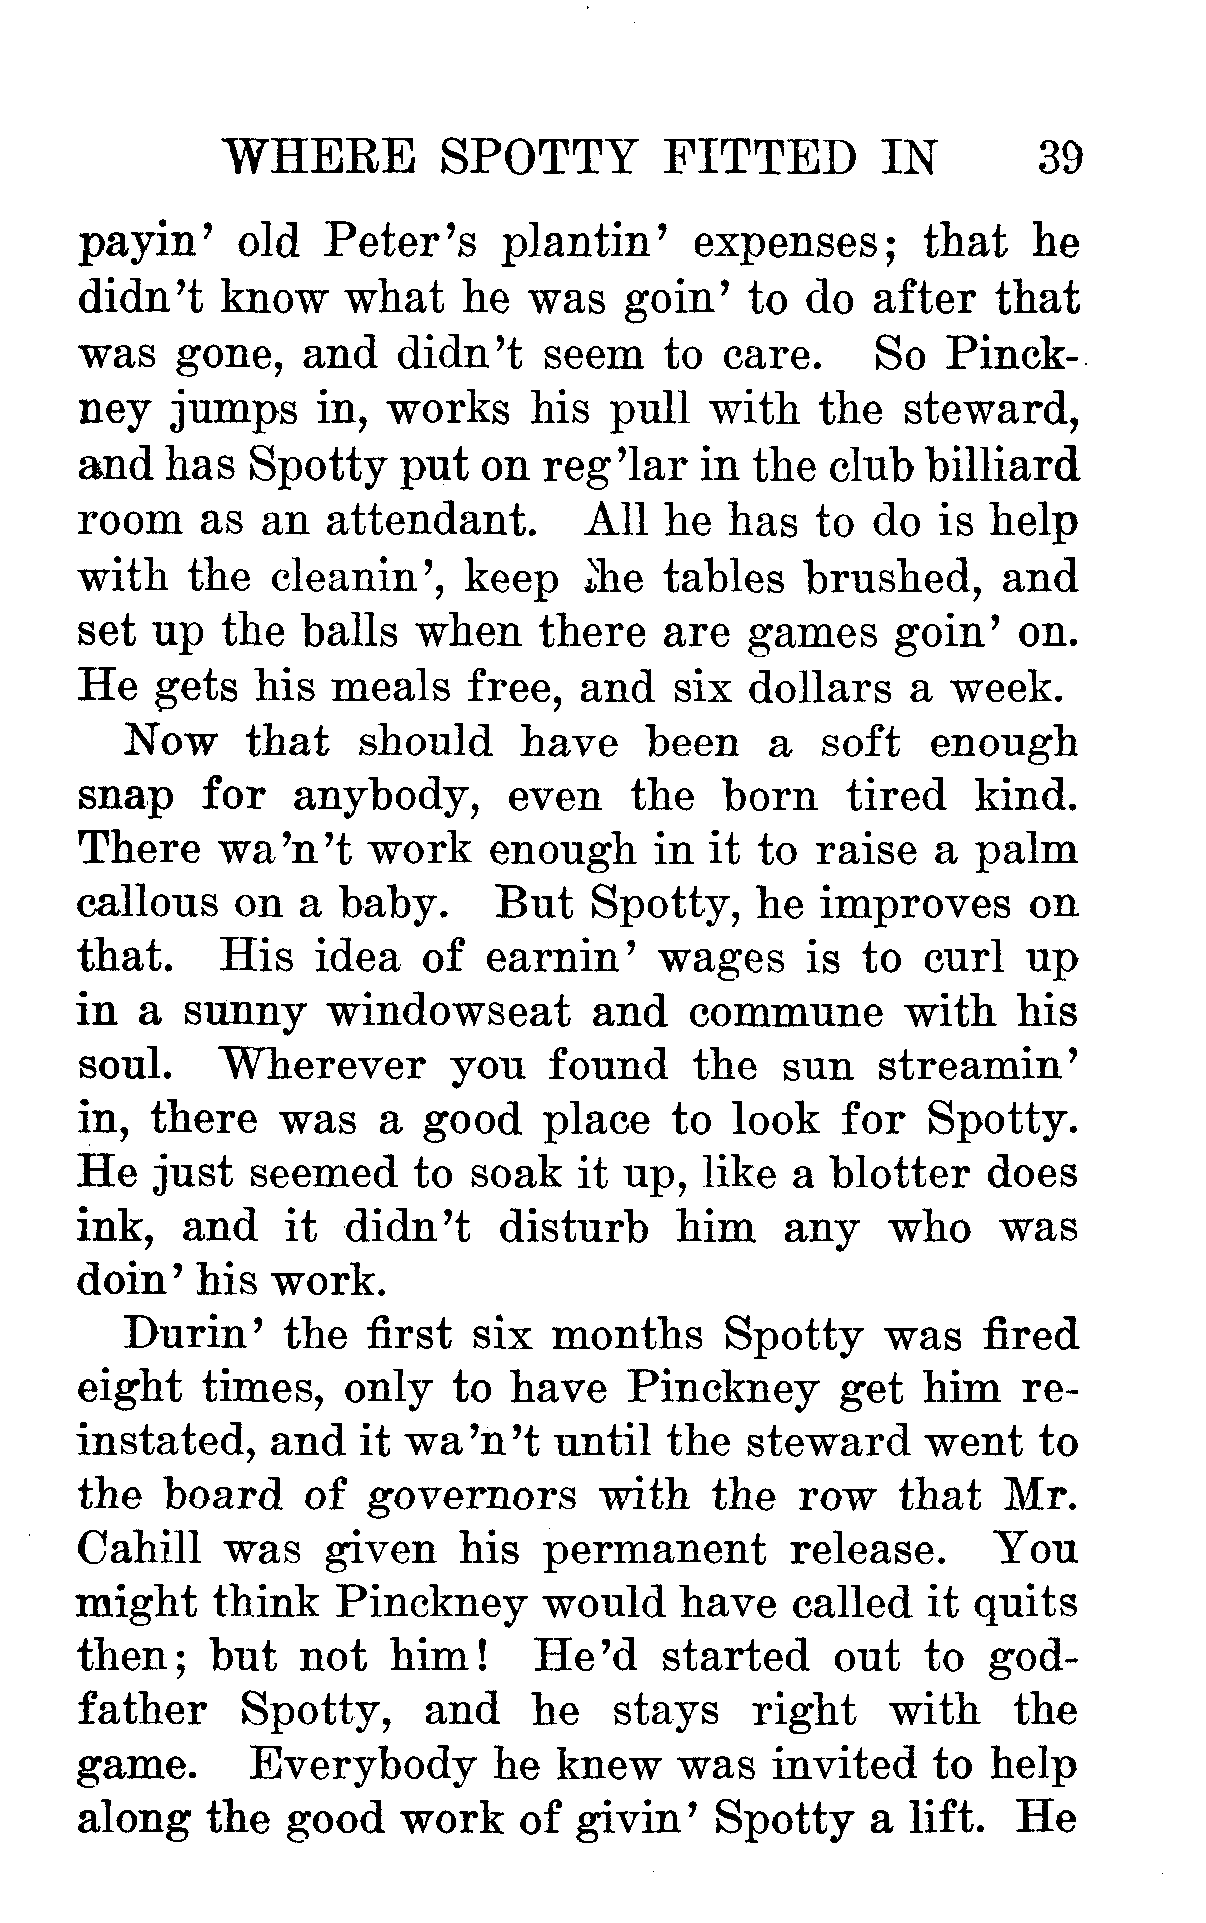 WHERE SPOTTY FITTED IN 39
payin' old Peter's plantin' expenses; that he
didn't know what he was goin' to do after that
was gone, and didn't seem to care. So Pinck-
ney jumps in, works his pull with the steward,
and has Spotty put on reg'lar in the club billiard
room as an attendant. All he has to do is help
with the cleanin', keep the tables brushed, and
set up the balls when there are games goin' on.
He gets his meals free, and six dollars a week.
Now that should have been a soft enough
snap for anybody, even the born tired kind.
There wa'n't work enough in it to raise a palm
callous on a baby. But Spotty, he improves on
that. His idea of earnin' wages is to curl up
in a sunny windowseat and commune with his
soul. Wherever you found the sun streamin'
in, there was a good place to look for Spotty.
He just seemed to soak it up, like a blotter does
ink, and it didn't disturb him any who was
doin' his work.
Durin' the first six months Spotty was fired
eight times, only to have Pinckney get him re-
instated, and it wa'n't until the steward went to
the board of governors with the row that Mr.
Cahill was given his permanent release. You
might think Pinckney would have called it quits
then; but not him! He'd started out to god-
father Spotty, and he stays right with the
game. Everybody he knew was invited to help
along the good work of givin' Spotty a lift. He